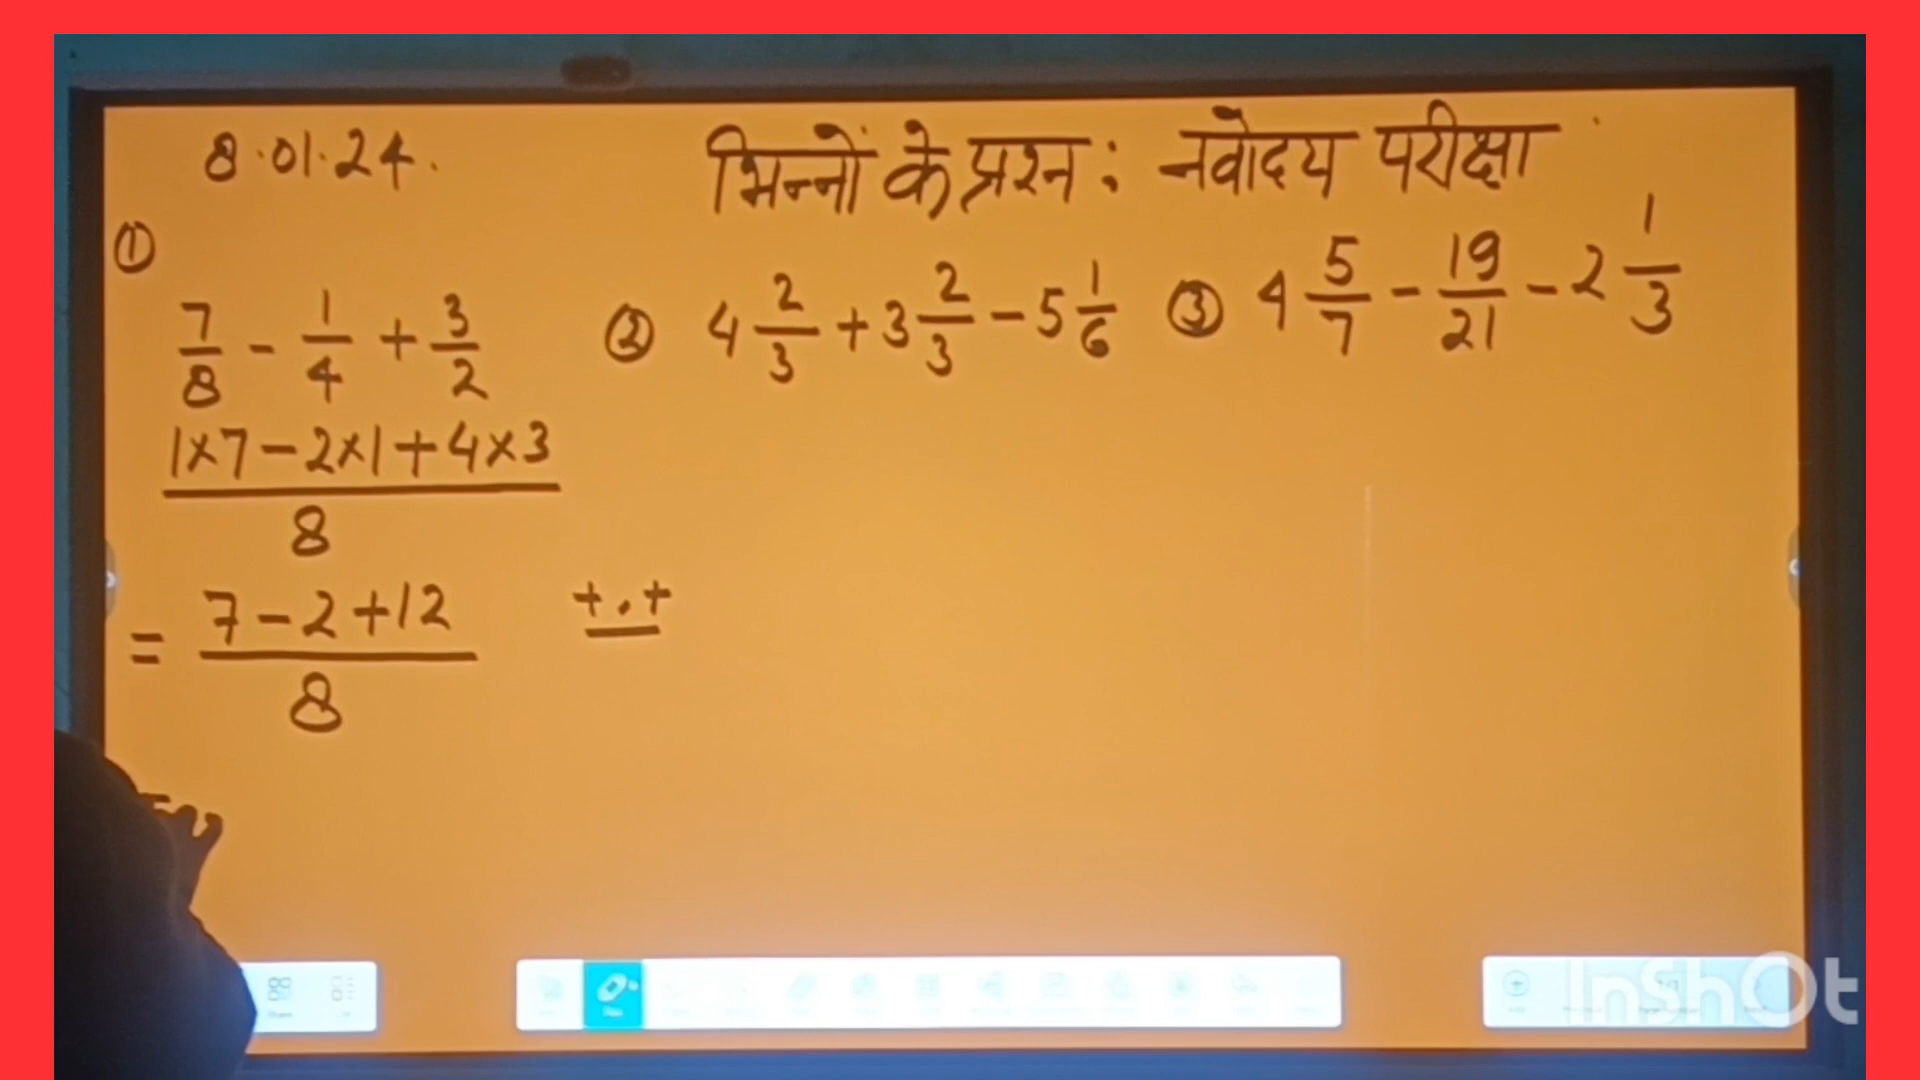 8.01.24.
भिन्नों के प्रश्न : नवोदय परीक्षा
①
7/8 - 1/4 + 3/2
② 4 2/3 + 3 2/3 - 5 1/6
③ 4 5/7 - 19/21 - 2 1/3
1×7-2×1+4×3
8
= 7-2+12
8
+.+
InShOt